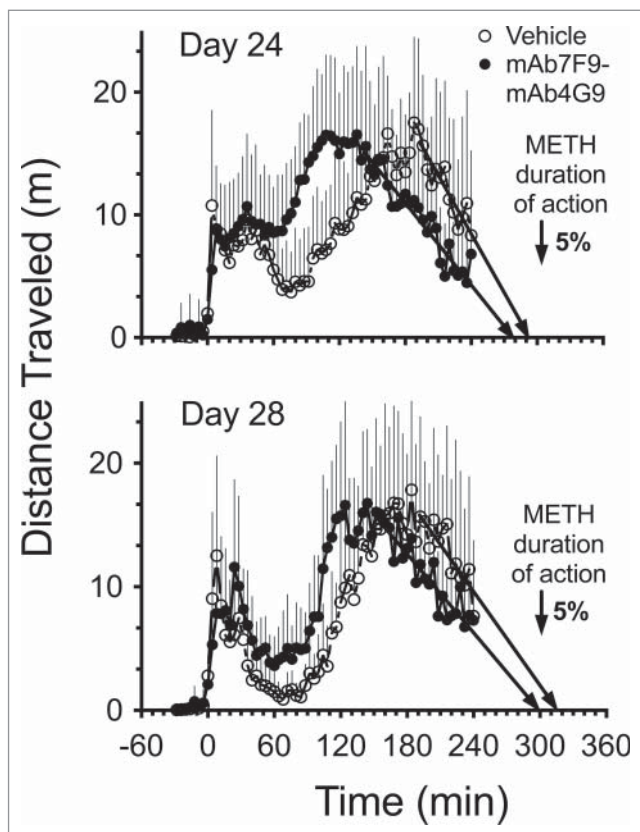 Day 24
Vehicle
mAb7F9-
mAb4G9
20
10
0
METH
duration
of action
5%
Distance Traveled (m)
Day 28
20
10
0
METH
duration
of action
5%
-60 0 60 120 180 240 300 360
Time (min)